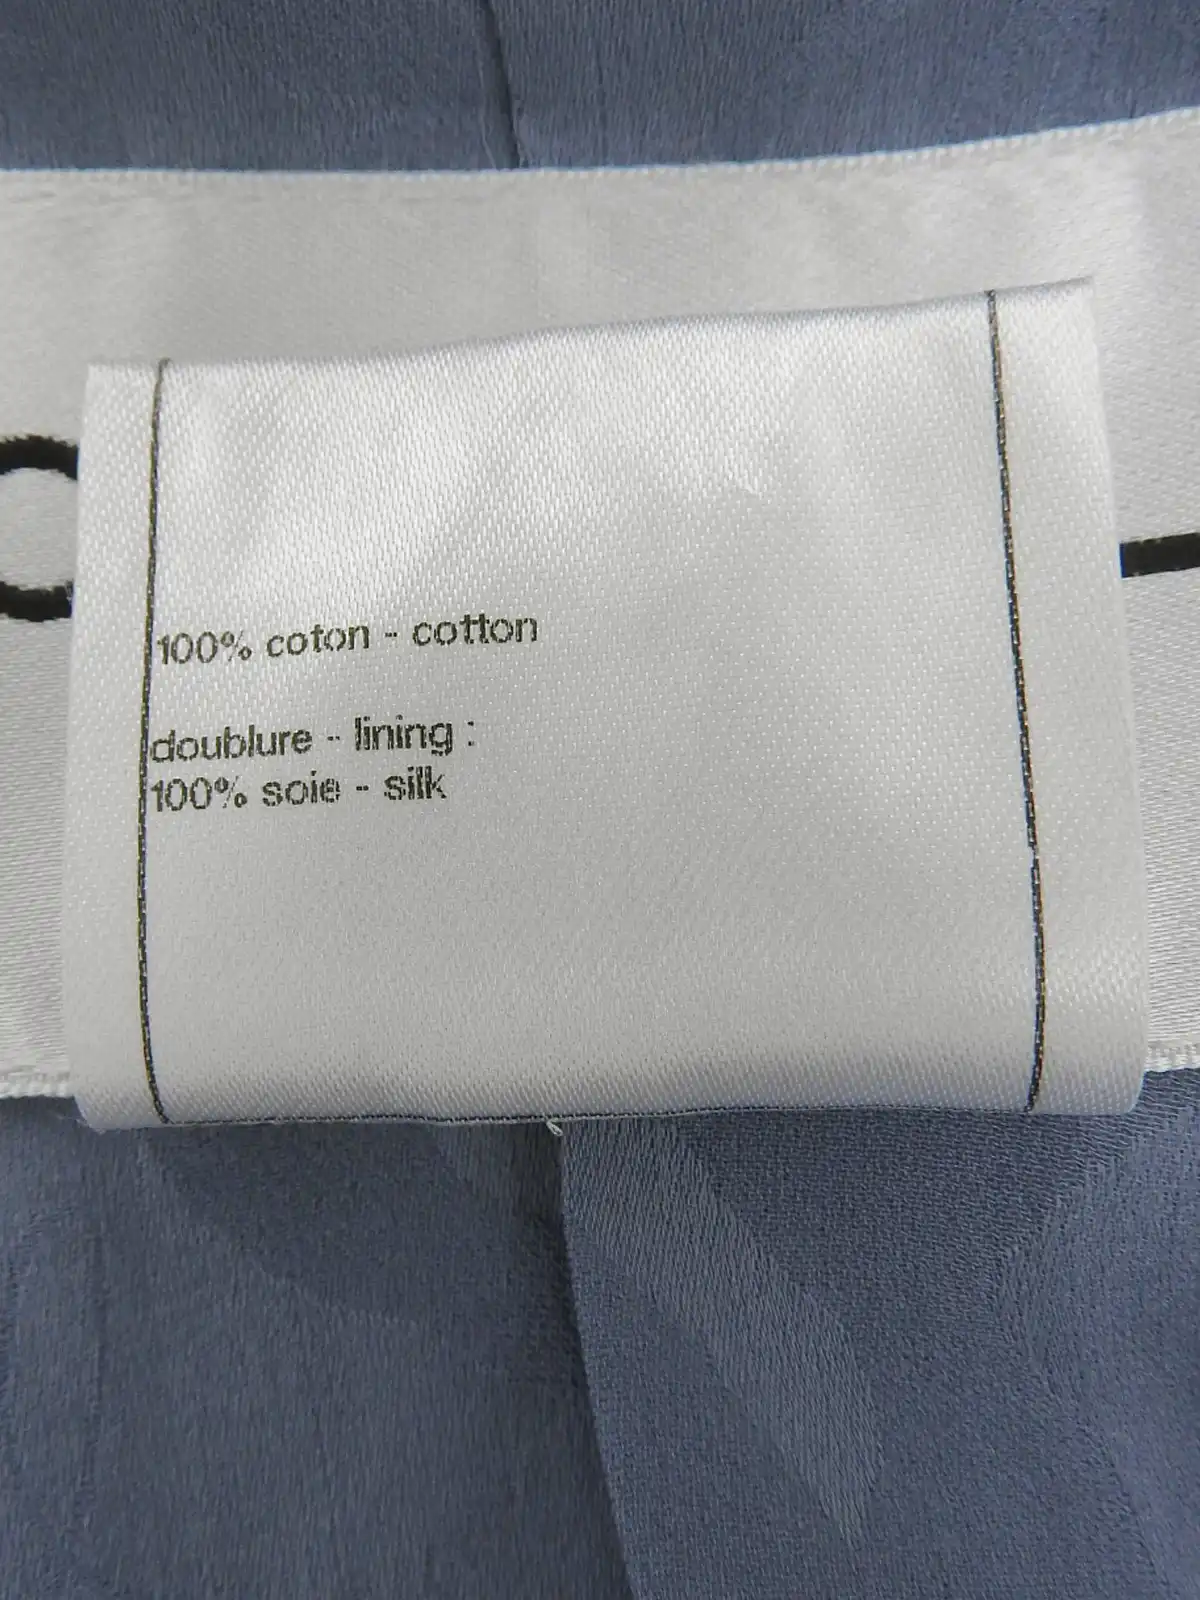 100% coton - cotton
doublure - lining :
100% soie - silk